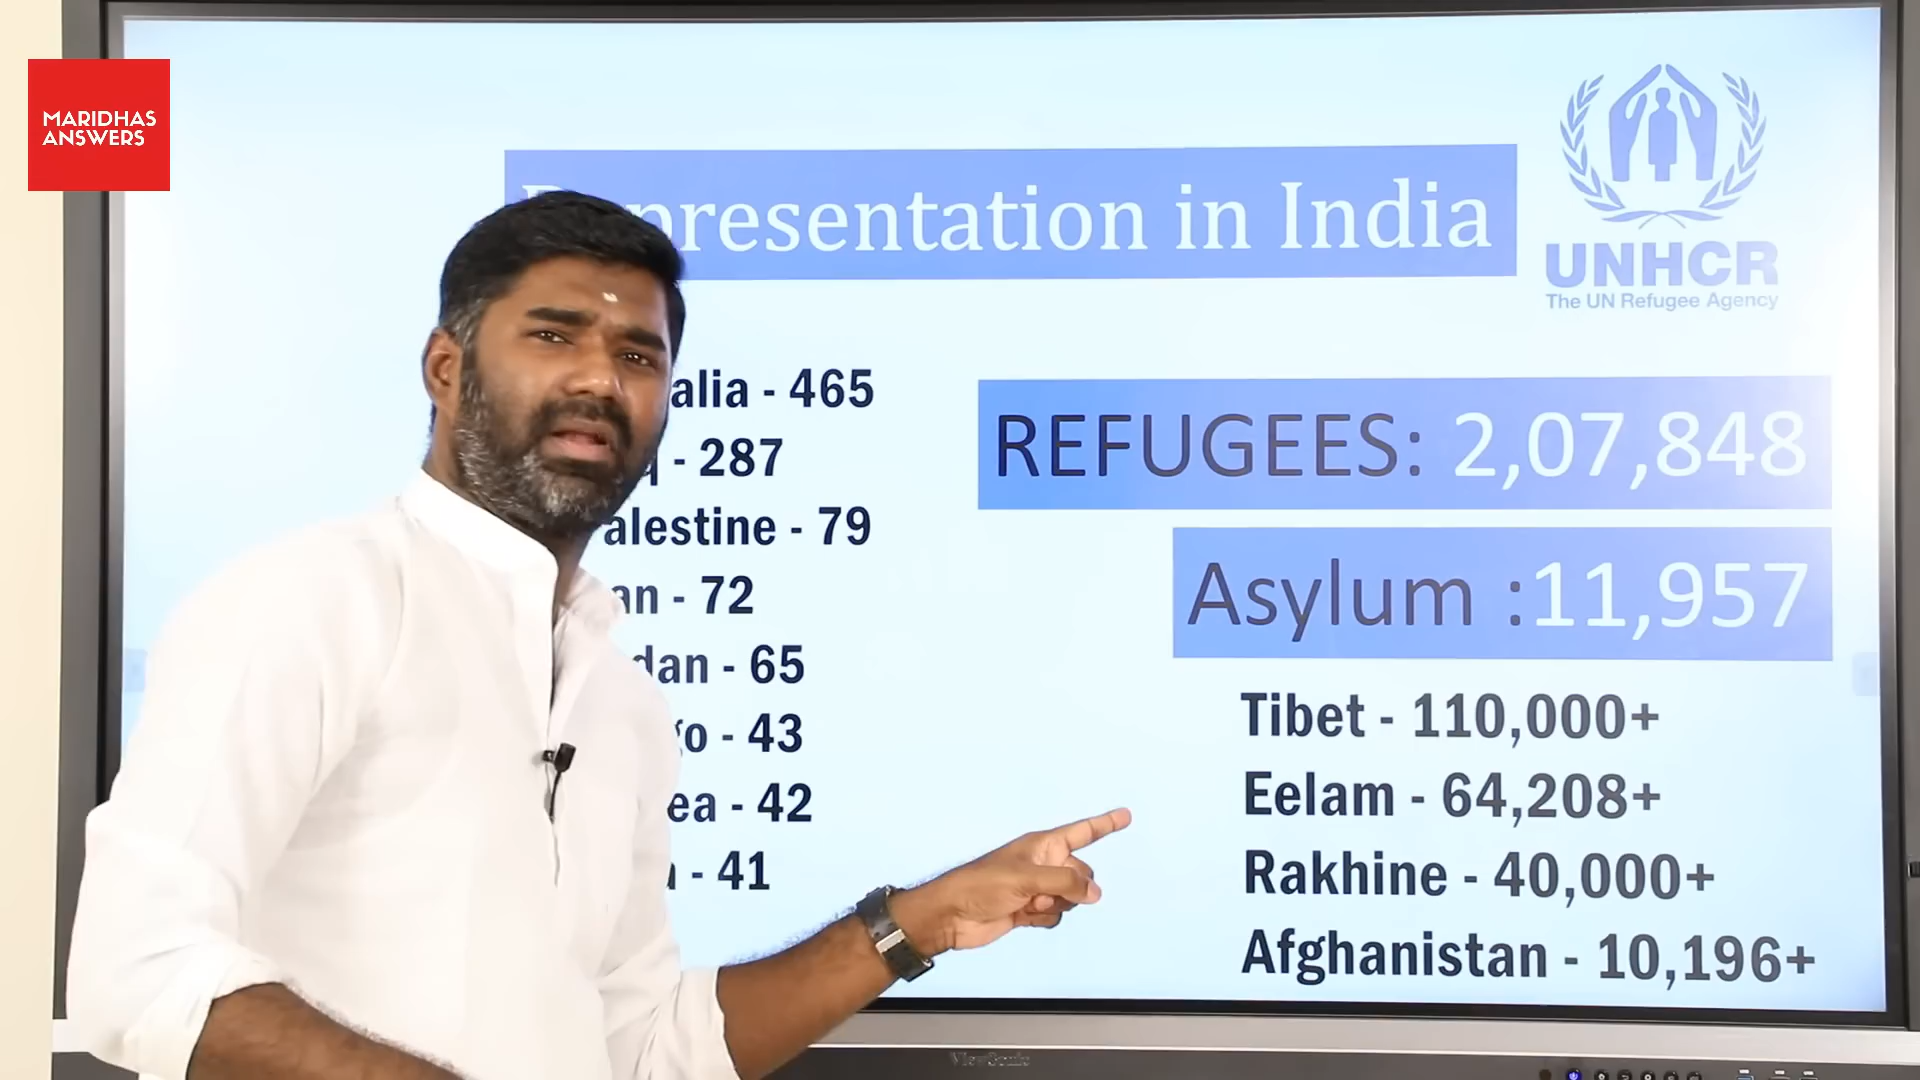 MARIDHAS
ANSWERS
presentation in India
UNHCR
The UN Refugee Agency
alia - 465
- 287
alestine - 79
an - 72
dan - 65
go - 43
ea - 42
- 41
REFUGEES: 2,07,848
Asylum :11,957
Tibet - 110,000+
Eelam - 64,208+
Rakhine - 40,000+
Afghanistan - 10,196+
ViewSonic